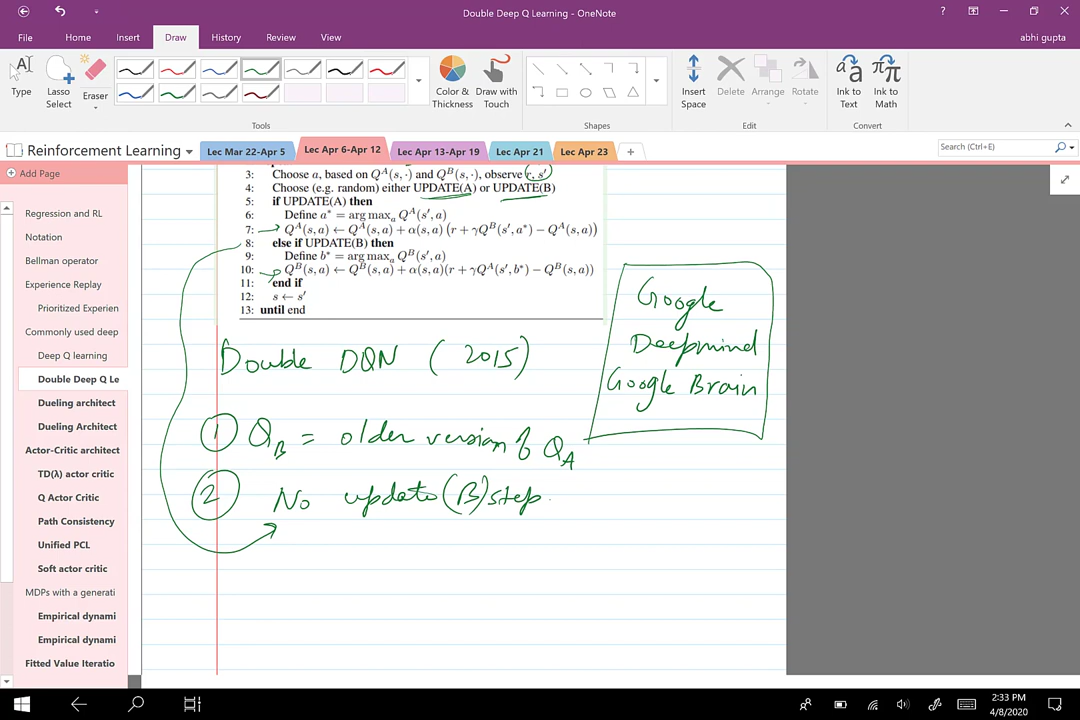 Double Deep Q Learning - OneNote
?
File Home Insert Draw History Review View
abhi gupta
Type
Lasso Select
Eraser
Color & Thickness
Draw with Touch
Insert Space
Delete
Arrange
Rotate
Ink to Text
Ink to Math
Tools
Shapes
Edit
Convert
Reinforcement Learning
Lec Mar 22-Apr 5
Lec Apr 6-Apr 12
Lec Apr 13-Apr 19
Lec Apr 21
Lec Apr 23
+
Search (Ctrl+E)
Add Page
Regression and RL
Notation
Bellman operator
Experience Replay
Prioritized Experien
Commonly used deep
Deep Q learning
Double Deep Q Le
Dueling architect
Dueling Architect
Actor-Critic architect
TD(λ) actor critic
Q Actor Critic
Path Consistency
Unified PCL
Soft actor critic
MDPs with a generati
Empirical dynami
Empirical dynami
Fitted Value Iteratio
3: Choose a, based on Q^A(s,·) and Q^B(s,·), observe r, s′
4: Choose (e.g. random) either UPDATE(A) or UPDATE(B)
5: if UPDATE(A) then
6: Define a* = arg max_a Q^A(s′, a)
7: Q^A(s, a) ← Q^A(s, a) + α(s, a) (r + γQ^B(s′, a*) − Q^A(s, a))
8: else if UPDATE(B) then
9: Define b* = arg max_a Q^B(s′, a)
10: Q^B(s, a) ← Q^B(s, a) + α(s, a)(r + γQ^A(s′, b*) − Q^B(s, a))
11: end if
12: s ← s′
13: until end
Google
Deepmind
Google Brain
Double DQN (2015)
① Q_B = older version of Q_A
② No update (B) step.
2:33 PM
4/8/2020